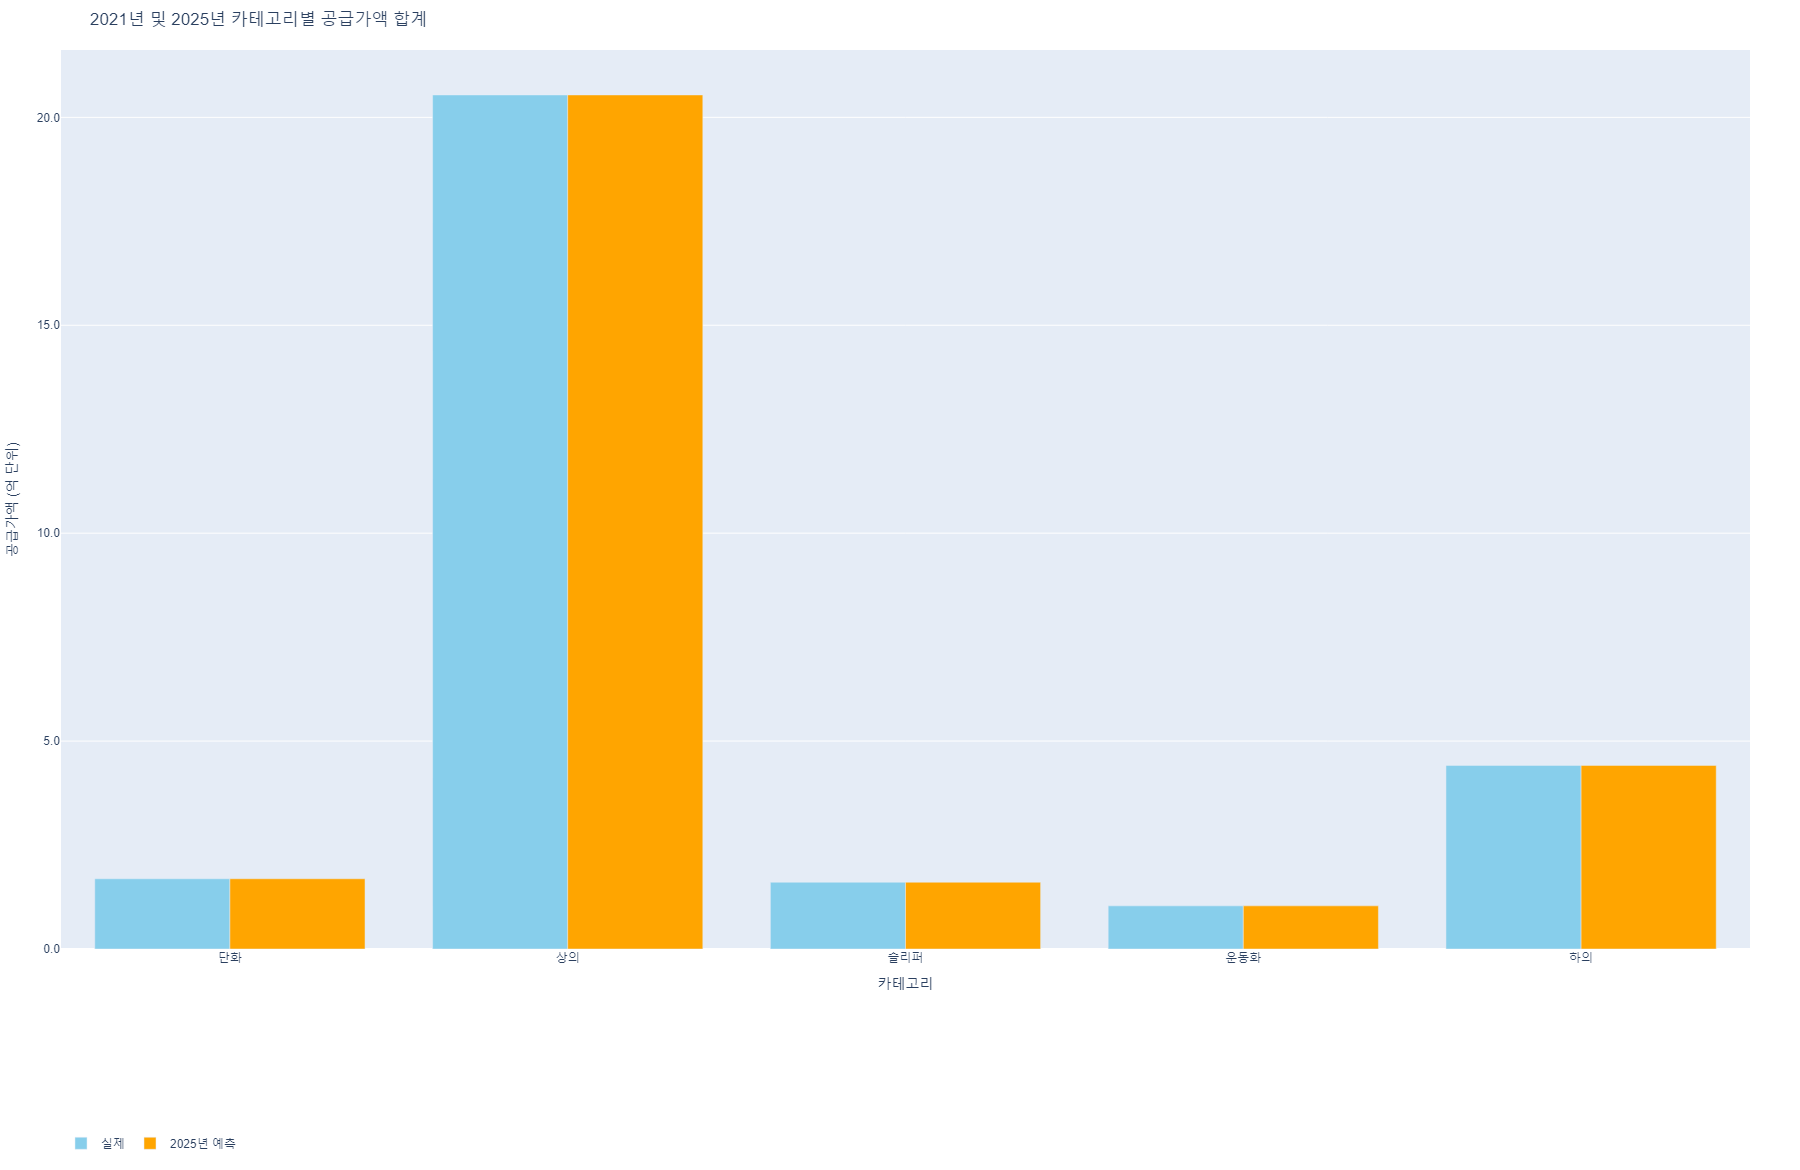 2021년 및 2025년 카테고리별 공급가액 합계
공급가액 (억 단위)
20.0
15.0
10.0
5.0
0.0
단화
상의
슬리퍼
운동화
하의
카테고리
실제
2025년 예측